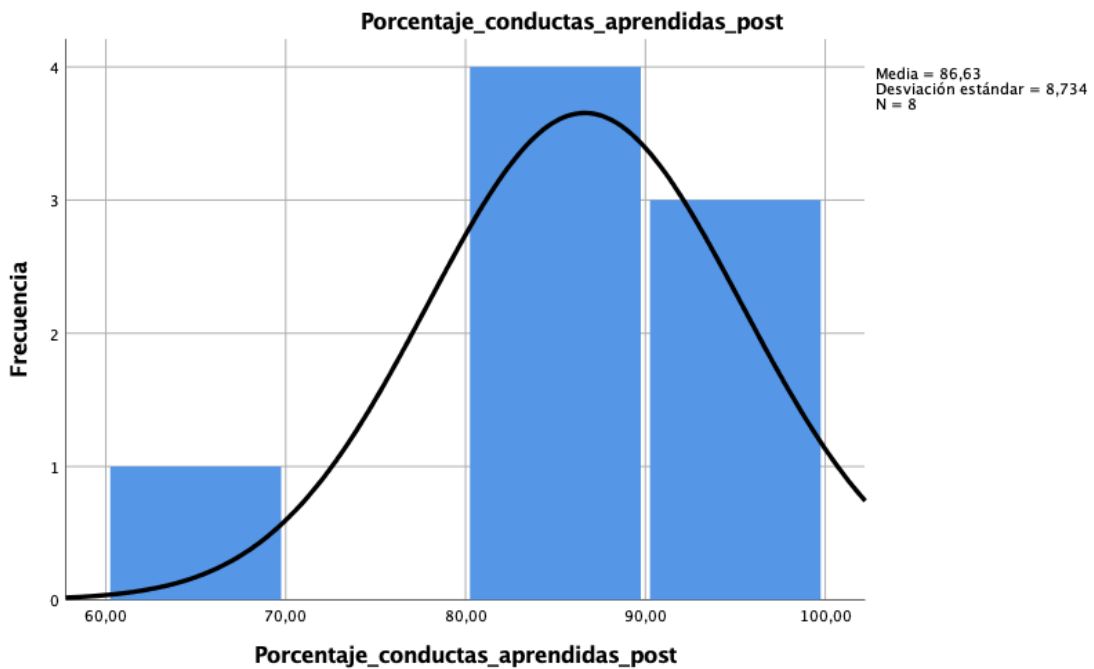 Porcentaje_conductas_aprendidas_post
Media = 86,63
Desviación estándar = 8,734
N = 8
4
3
2
1
0
Frecuencia
60,00 70,00 80,00 90,00 100,00
Porcentaje_conductas_aprendidas_post